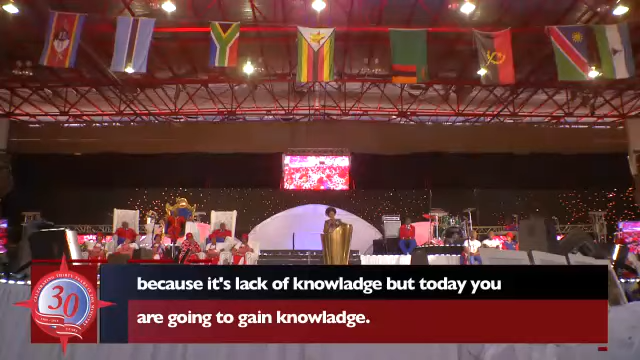 because it's lack of knowladge but today you
are going to gain knowladge.
30